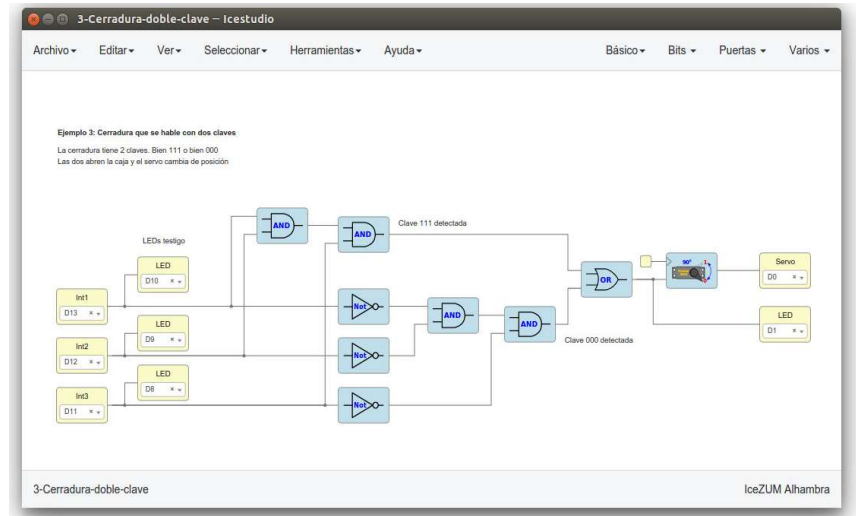 3-Cerradura-doble-clave – Icestudio
Archivo Editar Ver Seleccionar Herramientas Ayuda Básico Bits Puertas Varios
Ejemplo 3: Cerradura que se hable con dos claves
La cerradura tiene 2 claves. Bien 111 o bien 000
Las dos abren la caja y el servo cambia de posición
AND
AND
Clave 111 detectada
LEDs testigo
LED
D10
Int1
D13
Not
AND
AND
Clave 000 detectada
OR
90°
Servo
D0
LED
D1
LED
D9
Int2
D12
Not
LED
D8
Int3
D11
Not
3-Cerradura-doble-clave IceZUM Alhambra